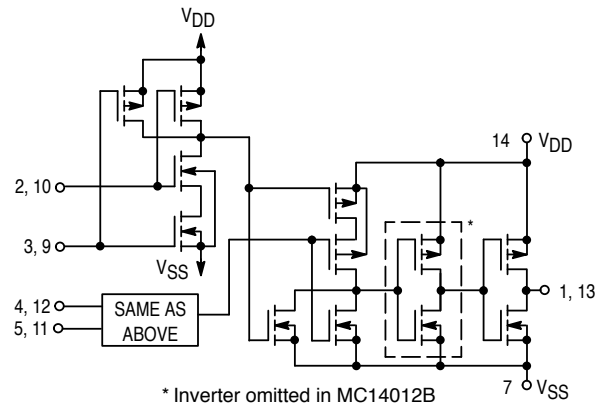 VDD
14 VDD
2, 10
*
3, 9
VSS
4, 12
5, 11
SAME AS
ABOVE
1, 13
7 VSS
* Inverter omitted in MC14012B